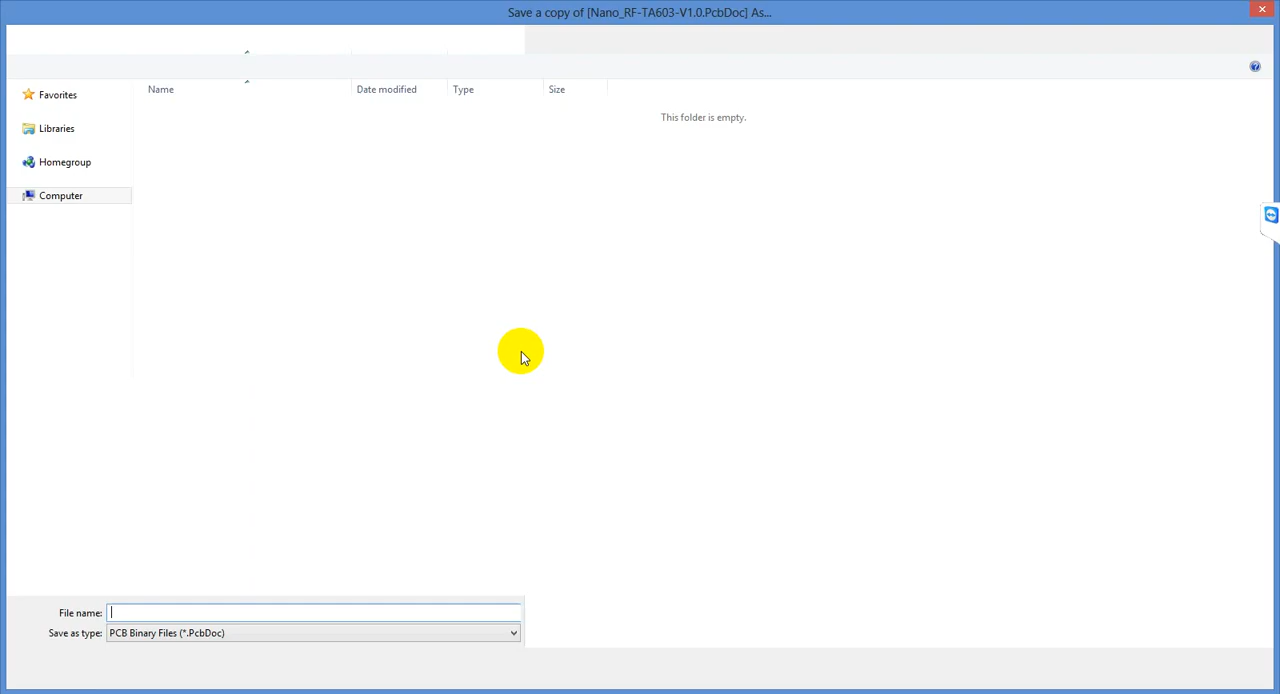 Save a copy of [Nano_RF-TA603-V1.0.PcbDoc] As...
Name
Date modified
Type
Size
This folder is empty.
Favorites
Libraries
Homegroup
Computer
File name:
Save as type: PCB Binary Files (*.PcbDoc)